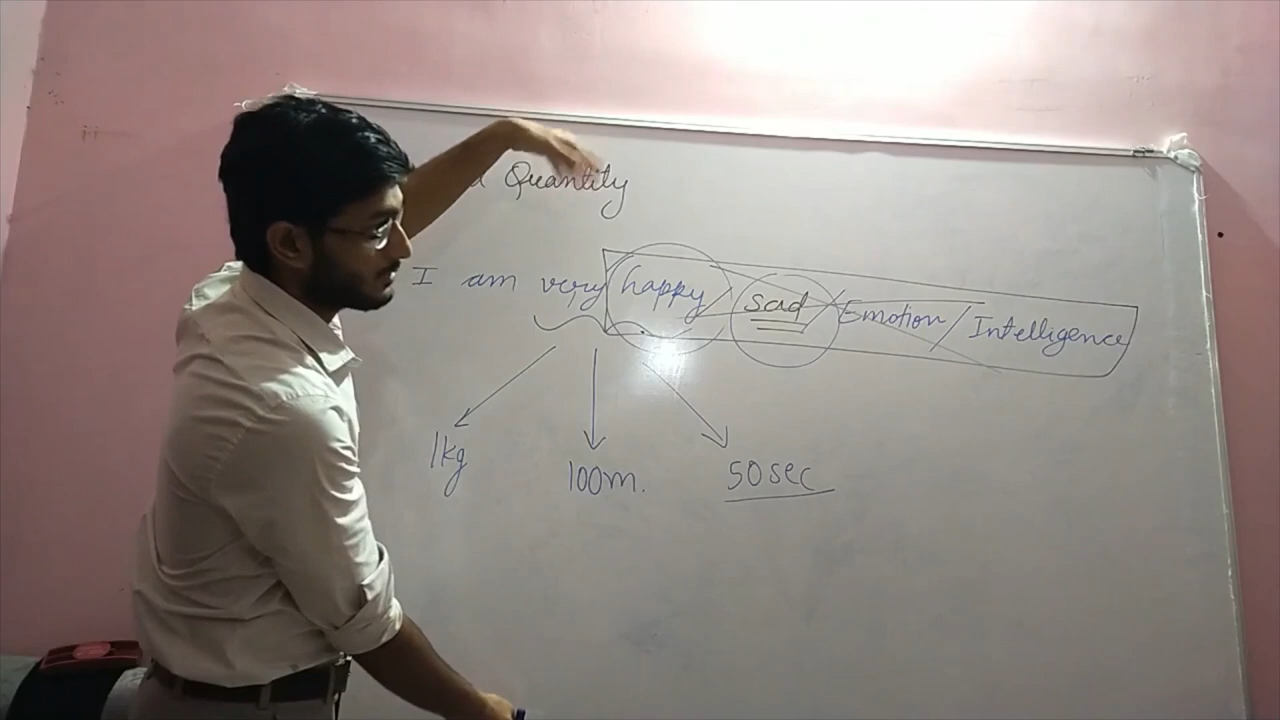 Quantity
I am very happy / sad / Emotion / Intelligence
1kg 100m. 50sec